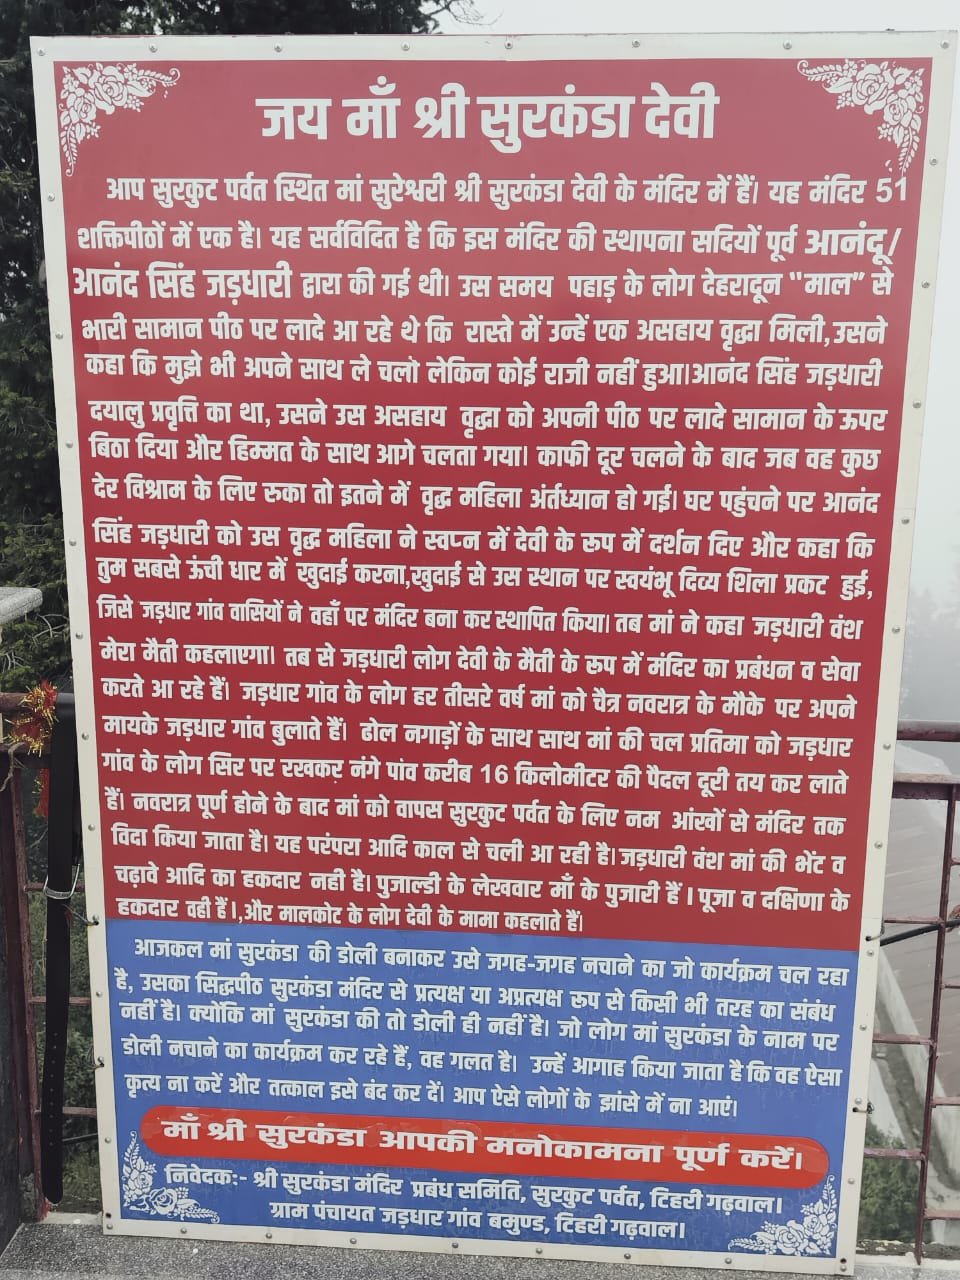 जय माँ श्री सुरकंडा देवी
आप सुरकुट पर्वत स्थित मां सुरेश्वरी श्री सुरकंडा देवी के मंदिर में हैं। यह मंदिर 51
शक्तिपीठों में एक है। यह सर्वविदित है कि इस मंदिर की स्थापना सदियों पूर्व आनंदू/
आनंद सिंह जड़धारी द्वारा की गई थी। उस समय पहाड़ के लोग देहरादून "माल" से
भारी सामान पीठ पर लादे आ रहे थे कि रास्ते में उन्हें एक असहाय वृद्धा मिली,उसने
कहा कि मुझे भी अपने साथ ले चलो लेकिन कोई राजी नहीं हुआ।आनंद सिंह जड़धारी
दयालु प्रवृत्ति का था, उसने उस असहाय वृद्धा को अपनी पीठ पर लादे सामान के ऊपर
बिठा दिया और हिम्मत के साथ आगे चलता गया। काफी दूर चलने के बाद जब वह कुछ
देर विश्राम के लिए रुका तो इतने में वृद्ध महिला अंर्तध्यान हो गई। घर पहुंचने पर आनंद
सिंह जड़धारी को उस वृद्ध महिला ने स्वप्न में देवी के रूप में दर्शन दिए और कहा कि
तुम सबसे ऊंची धार में खुदाई करना,खुदाई से उस स्थान पर स्वयंभू दिव्य शिला प्रकट हुई,
जिसे जड़धार गांव वासियों ने वहाँ पर मंदिर बना कर स्थापित किया। तब मां ने कहा जड़धारी वंश
मेरा मैती कहलाएगा। तब से जड़धारी लोग देवी के मैती के रूप में मंदिर का प्रबंधन व सेवा
करते आ रहे हैं। जड़धार गांव के लोग हर तीसरे वर्ष मां को चैत्र नवरात्र के मौके पर अपने
मायके जड़धार गांव बुलाते हैं। ढोल नगाड़ों के साथ साथ मां की चल प्रतिमा को जड़धार
गांव के लोग सिर पर रखकर नंगे पांव करीब 16 किलोमीटर की पैदल दूरी तय कर लाते
हैं। नवरात्र पूर्ण होने के बाद मां को वापस सुरकुट पर्वत के लिए नम आंखों से मंदिर तक
विदा किया जाता है। यह परंपरा आदि काल से चली आ रही है।जड़धारी वंश मां की भेंट व
चढ़ावे आदि का हकदार नही है। पुजाल्डी के लेखवार माँ के पुजारी हैं । पूजा व दक्षिणा के
हकदार वही हैं।,और मालकोट के लोग देवी के मामा कहलाते हैं।
आजकल मां सुरकंडा की डोली बनाकर उसे जगह-जगह नचाने का जो कार्यक्रम चल रहा
है, उसका सिद्धपीठ सुरकंडा मंदिर से प्रत्यक्ष या अप्रत्यक्ष रूप से किसी भी तरह का संबंध
नहीं है। क्योंकि मां सुरकंडा की तो डोली ही नहीं है। जो लोग मां सुरकंडा के नाम पर
डोली नचाने का कार्यक्रम कर रहे हैं, वह गलत है। उन्हें आगाह किया जाता है कि वह ऐसा
कृत्य ना करें और तत्काल इसे बंद कर दें। आप ऐसे लोगों के झांसे में ना आएं।
माँ श्री सुरकंडा आपकी मनोकामना पूर्ण करें।
निवेदकः- श्री सुरकंडा मंदिर प्रबंध समिति, सुरकुट पर्वत, टिहरी गढ़वाल।
ग्राम पंचायत जड़धार गांव बमुण्ड, टिहरी गढ़वाल।